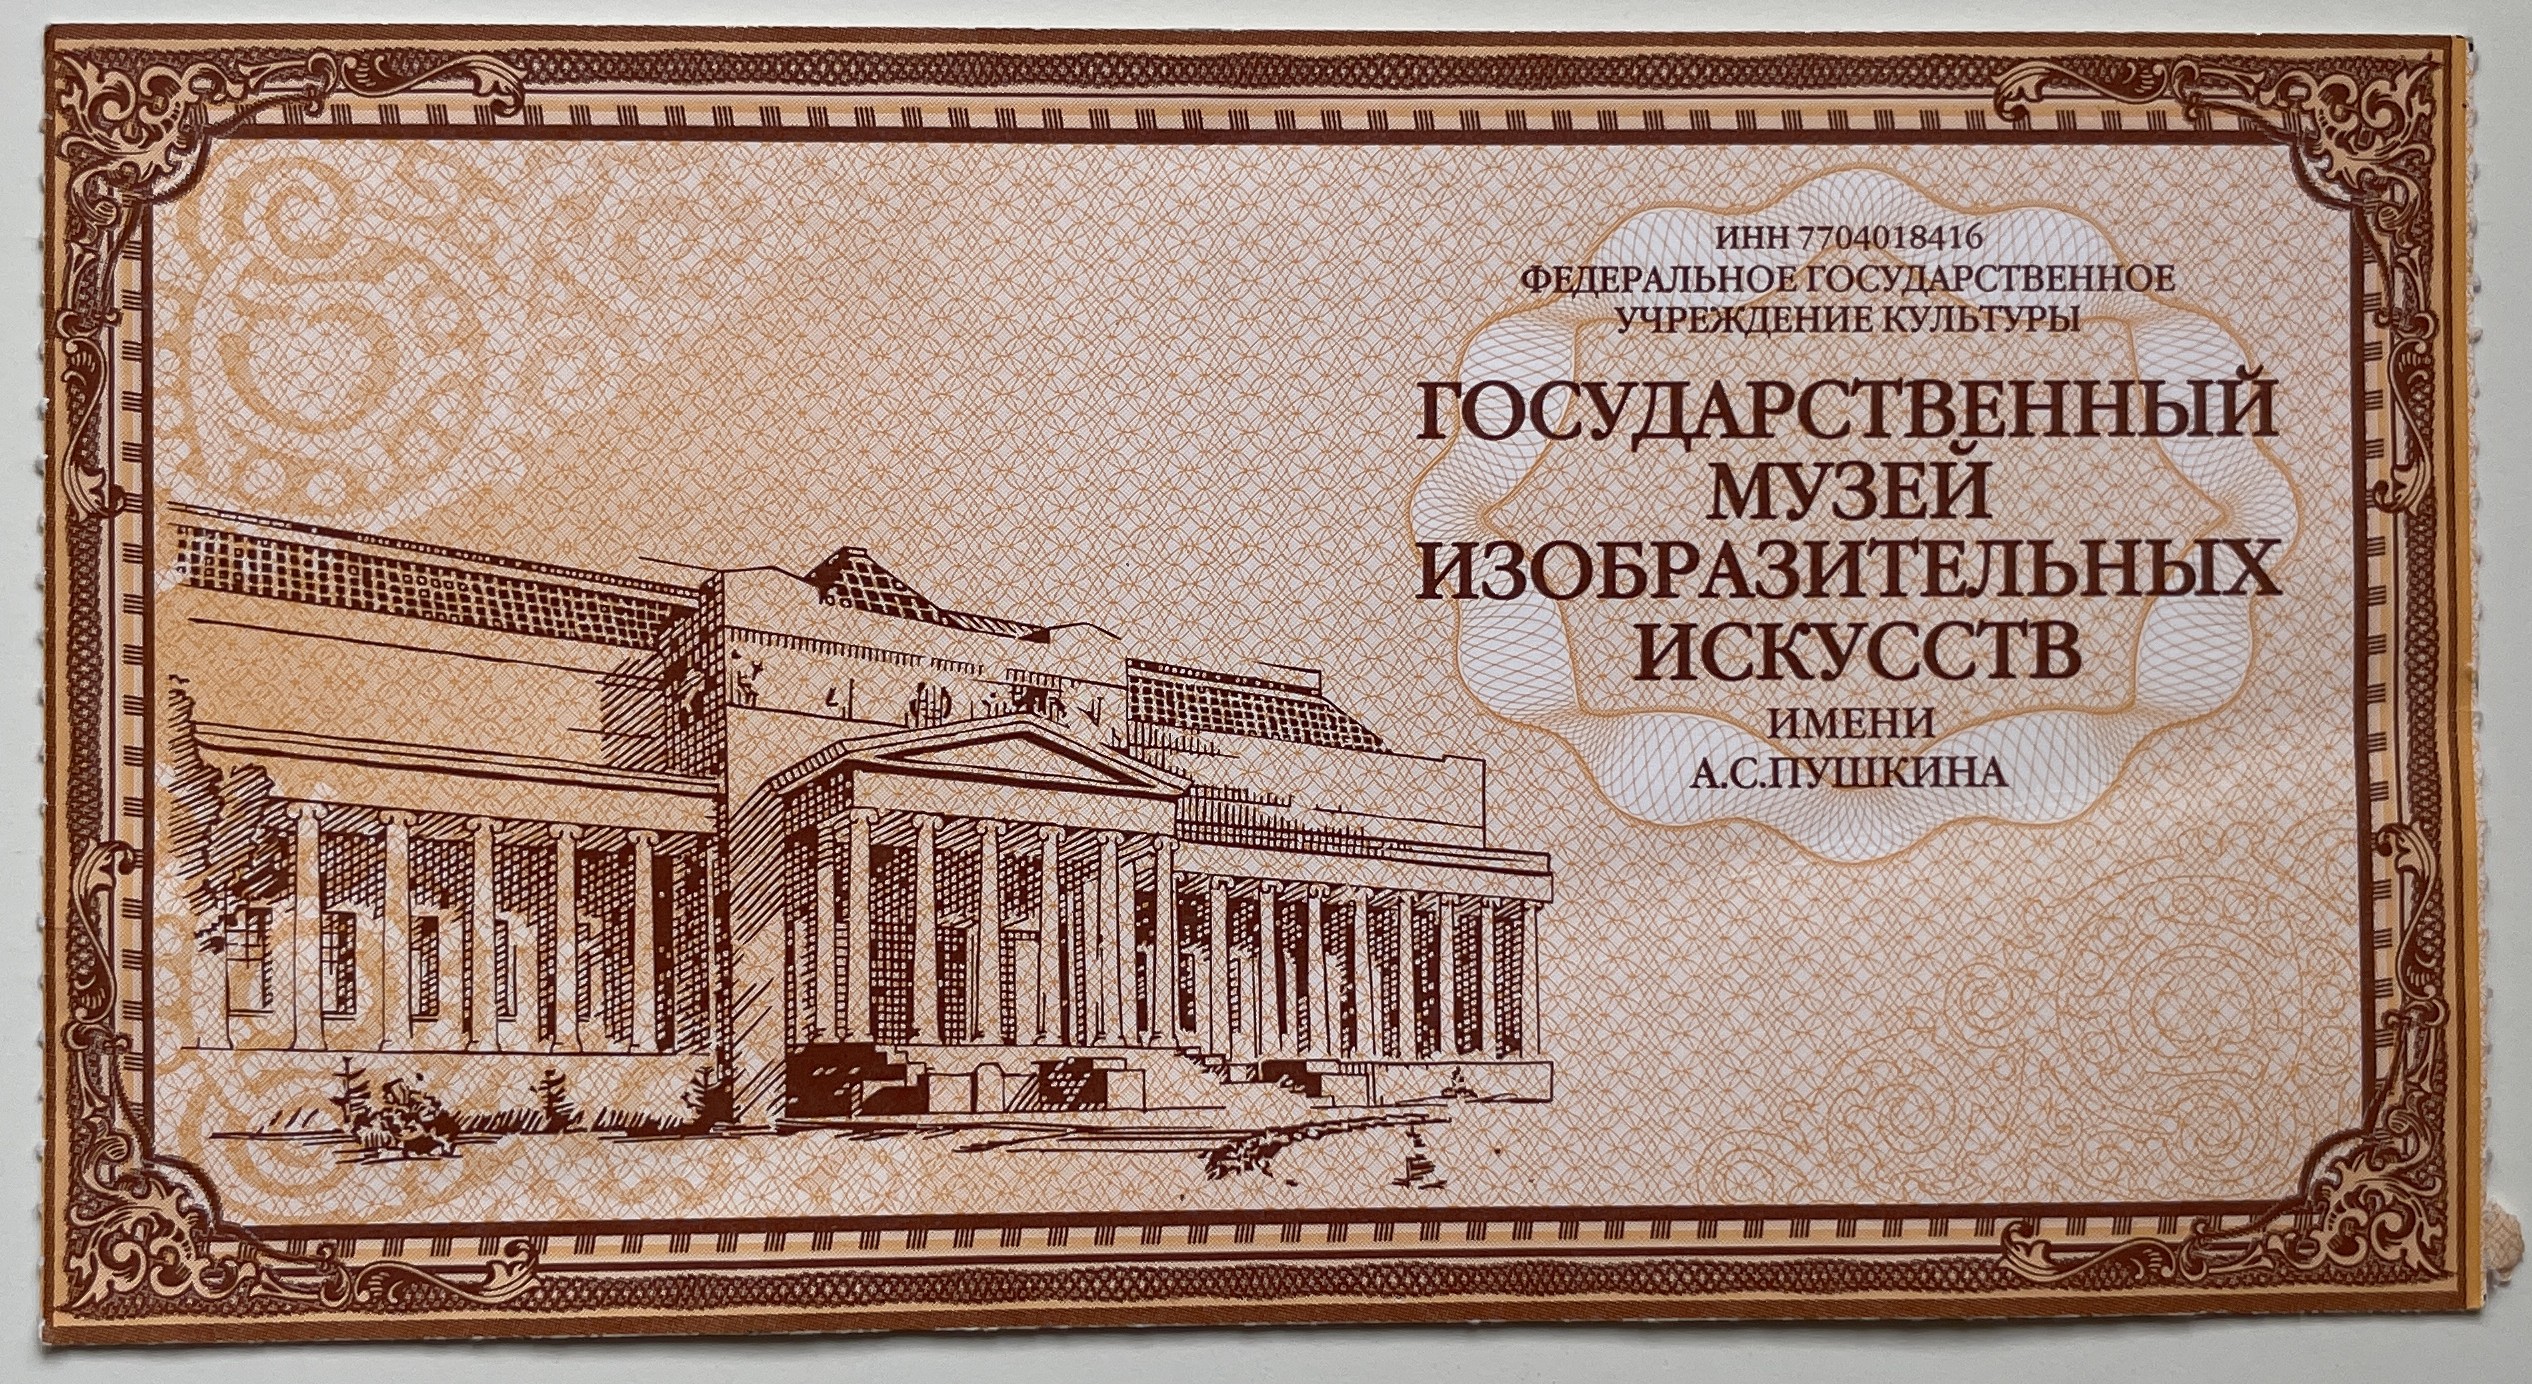 ИНН 7704018416
ФЕДЕРАЛЬНОЕ ГОСУДАРСТВЕННОЕ
УЧРЕЖДЕНИЕ КУЛЬТУРЫ
ГОСУДАРСТВЕННЫЙ
МУЗЕЙ
ИЗОБРАЗИТЕЛЬНЫХ
ИСКУССТВ
ИМЕНИ
А.С.ПУШКИНА